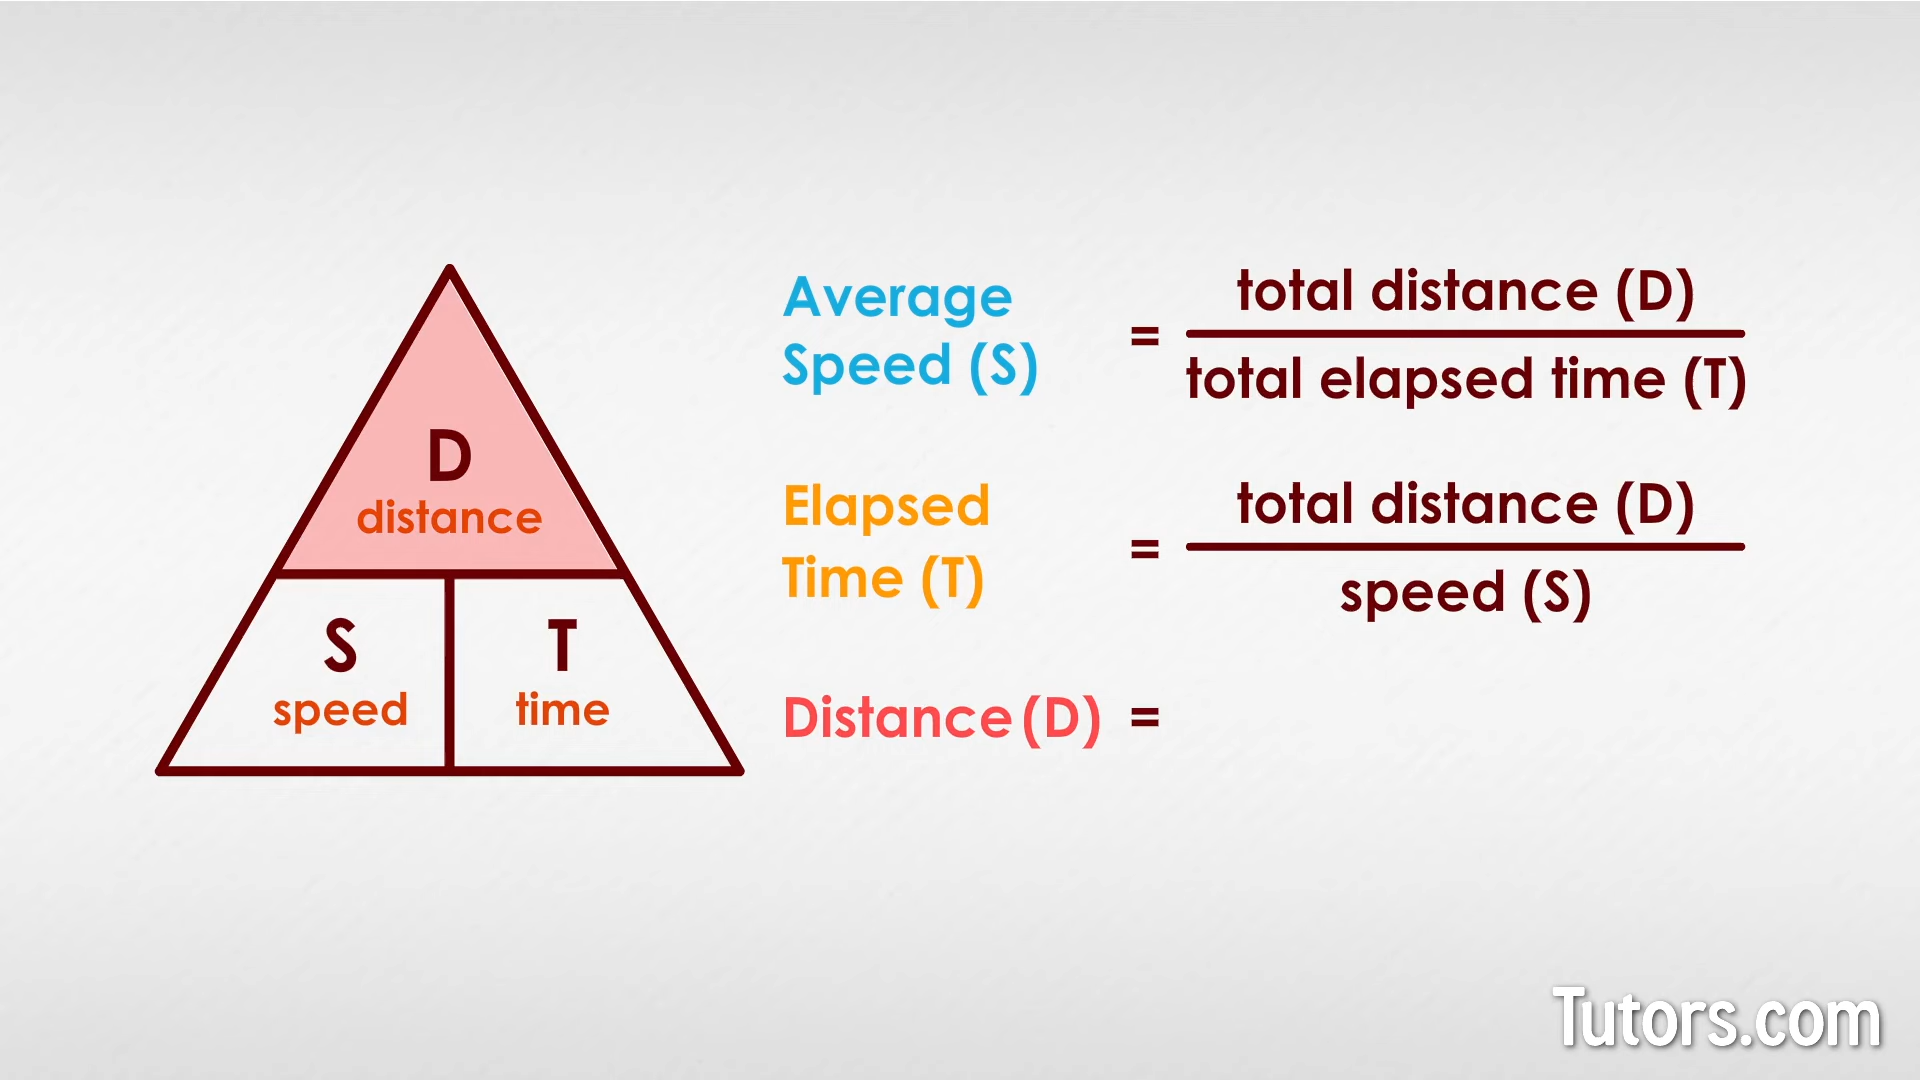 D
distance
S
speed
T
time
Average
Speed (S)
=
total distance (D)
total elapsed time (T)
Elapsed
Time (T)
=
total distance (D)
speed (S)
Distance (D) =
Tutors.com